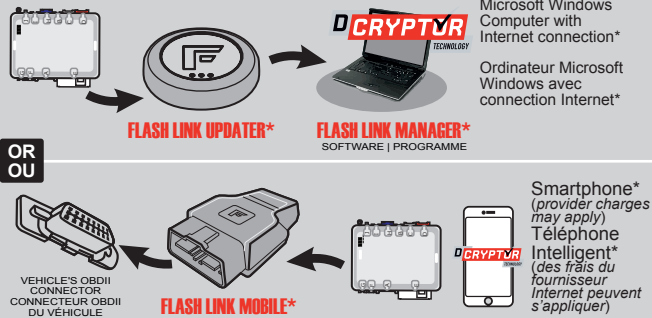 Microsoft Windows
Computer with
Internet connection*
Ordinateur Microsoft
Windows avec
connection Internet*
DCRYPTOR
TECHNOLOGY
FLASH LINK UPDATER*
FLASH LINK MANAGER*
SOFTWARE | PROGRAMME
OR
OU
VEHICLE'S OBDII
CONNECTOR
CONNECTEUR OBDII
DU VÉHICULE
FLASH LINK MOBILE*
DCRYPTOR
TECHNOLOGY
Smartphone*
(provider charges
may apply)
Téléphone
Intelligent*
(des frais du
fournisseur
Internet peuvent
s'appliquer)